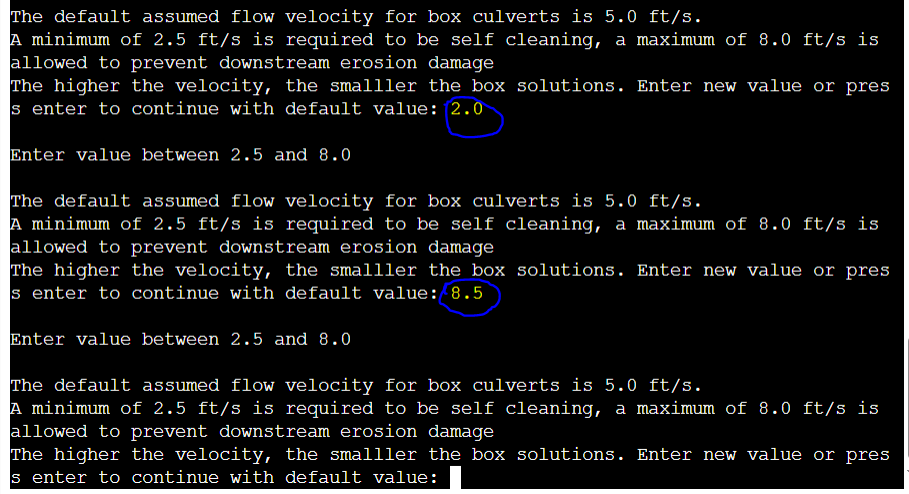 The default assumed flow velocity for box culverts is 5.0 ft/s.
A minimum of 2.5 ft/s is required to be self cleaning, a maximum of 8.0 ft/s is
allowed to prevent downstream erosion damage
The higher the velocity, the smalller the box solutions. Enter new value or pres
s enter to continue with default value: 2.0
Enter value between 2.5 and 8.0
The default assumed flow velocity for box culverts is 5.0 ft/s.
A minimum of 2.5 ft/s is required to be self cleaning, a maximum of 8.0 ft/s is
allowed to prevent downstream erosion damage
The higher the velocity, the smalller the box solutions. Enter new value or pres
s enter to continue with default value: 8.5
Enter value between 2.5 and 8.0
The default assumed flow velocity for box culverts is 5.0 ft/s.
A minimum of 2.5 ft/s is required to be self cleaning, a maximum of 8.0 ft/s is
allowed to prevent downstream erosion damage
The higher the velocity, the smalller the box solutions. Enter new value or pres
s enter to continue with default value: